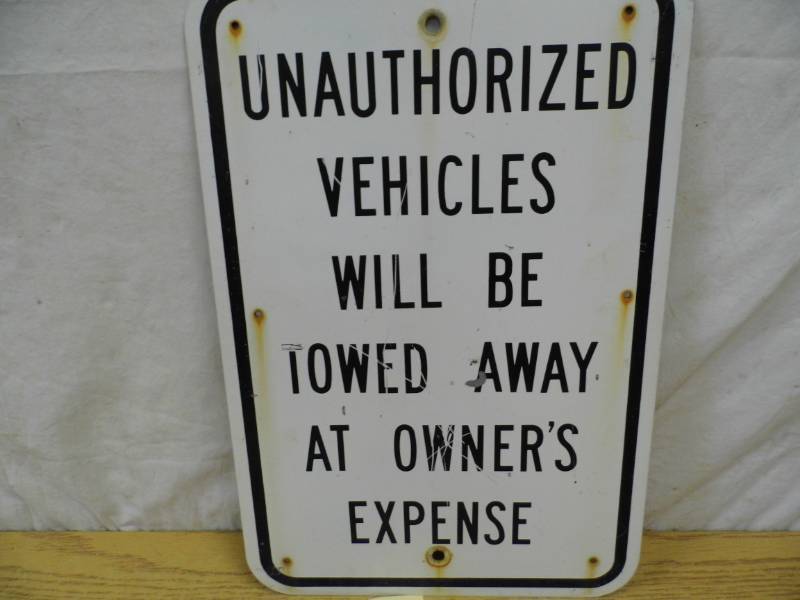 UNAUTHORIZED
VEHICLES
WILL BE
TOWED AWAY
AT OWNER'S
EXPENSE